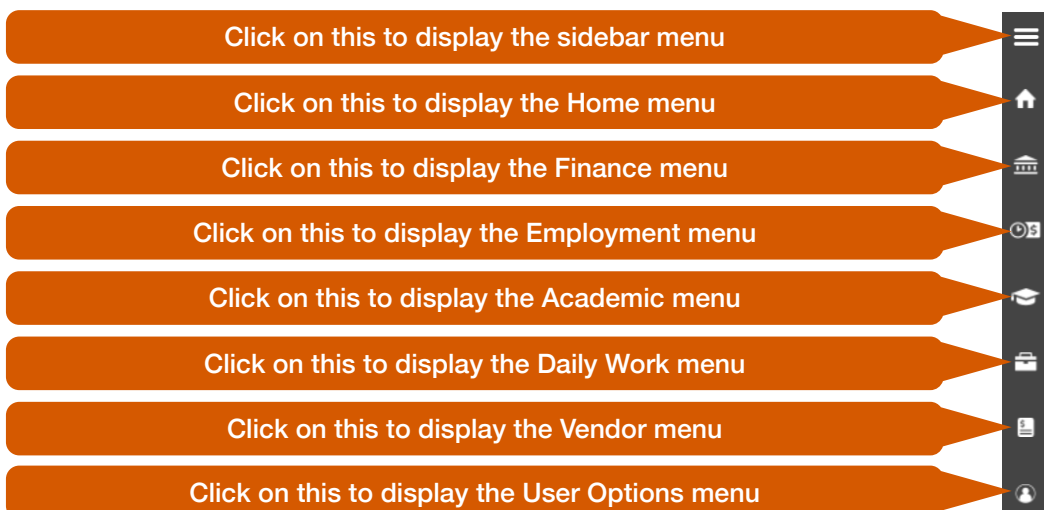 Click on this to display the sidebar menu
Click on this to display the Home menu
Click on this to display the Finance menu
Click on this to display the Employment menu
Click on this to display the Academic menu
Click on this to display the Daily Work menu
Click on this to display the Vendor menu
Click on this to display the User Options menu